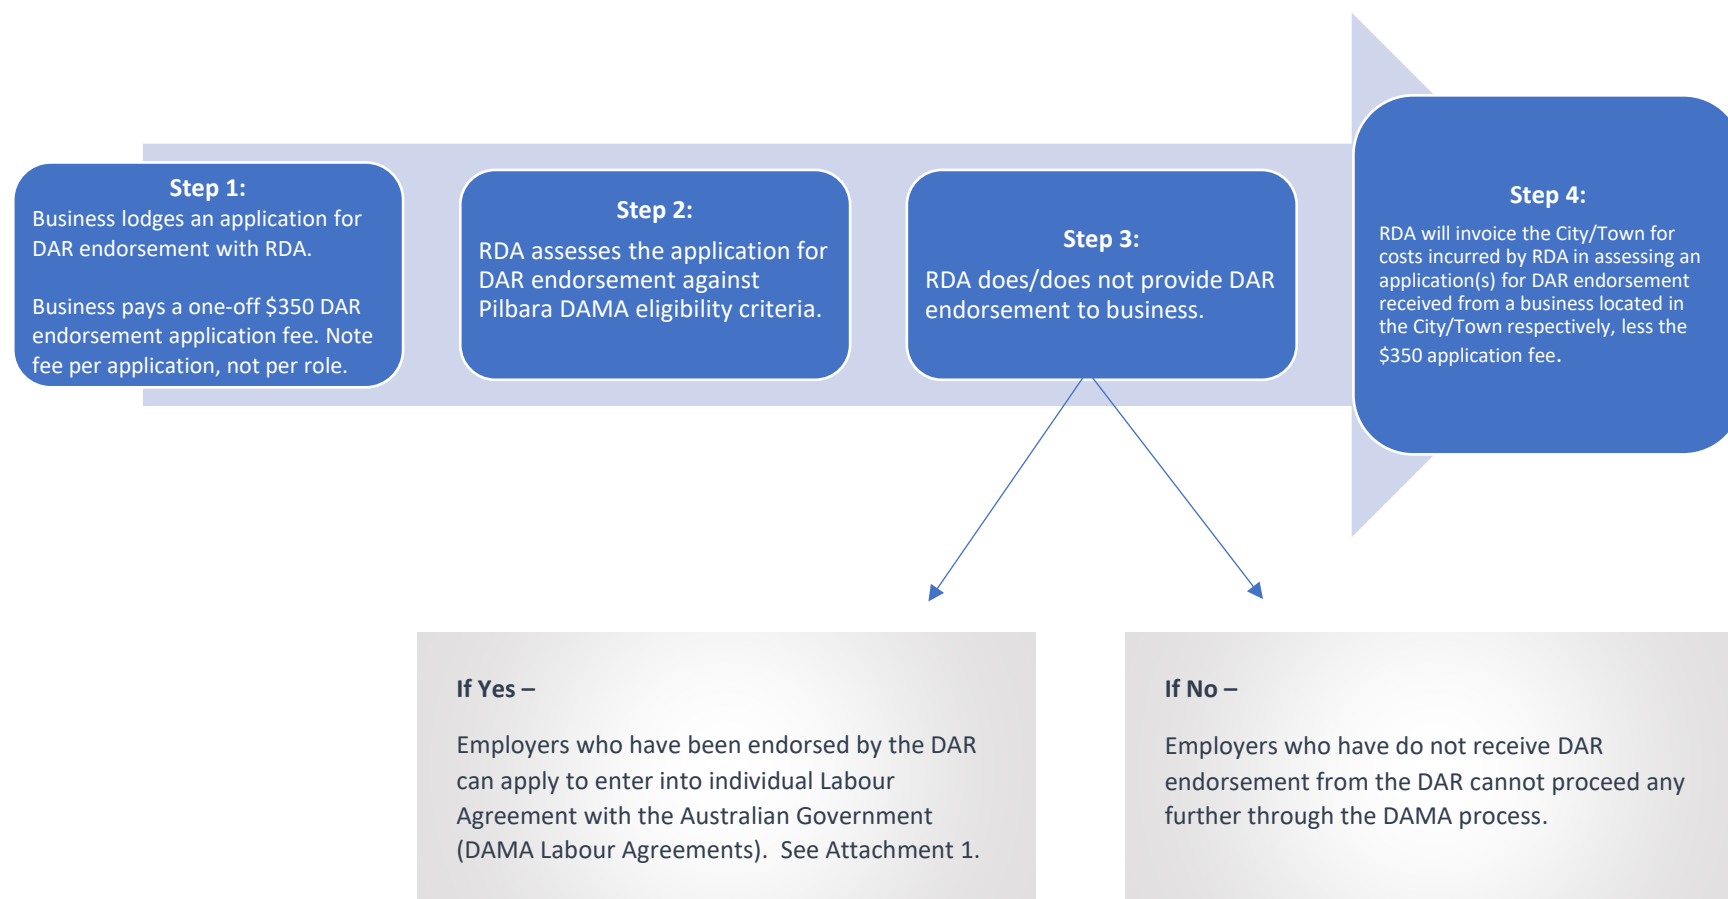 Step 1:
Business lodges an application for
DAR endorsement with RDA.
Business pays a one-off $350 DAR
endorsement application fee. Note
fee per application, not per role.
Step 2:
RDA assesses the application for
DAR endorsement against
Pilbara DAMA eligibility criteria.
Step 3:
RDA does/does not provide DAR
endorsement to business.
Step 4:
RDA will invoice the City/Town for
costs incurred by RDA in assessing an
application(s) for DAR endorsement
received from a business located in
the City/Town respectively, less the
$350 application fee.
If Yes –
Employers who have been endorsed by the DAR
can apply to enter into individual Labour
Agreement with the Australian Government
(DAMA Labour Agreements).  See Attachment 1.
If No –
Employers who have do not receive DAR
endorsement from the DAR cannot proceed any
further through the DAMA process.